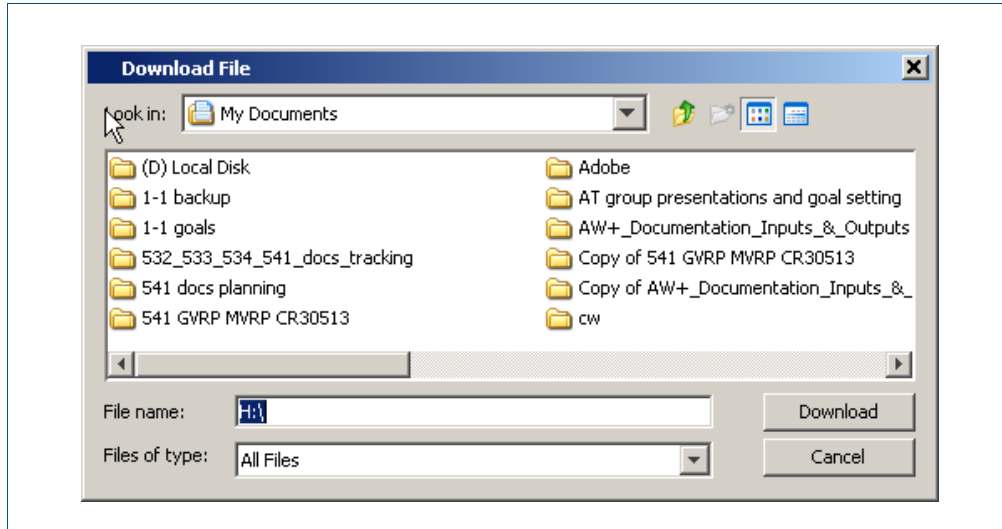 Download File
Look in: My Documents
(D) Local Disk
1-1 backup
1-1 goals
532_533_534_541_docs_tracking
541 docs planning
541 GVRP MVRP CR30513
Adobe
AT group presentations and goal setting
AW+_Documentation_Inputs_&_Outputs
Copy of 541 GVRP MVRP CR30513
Copy of AW+_Documentation_Inputs_&_
cw
File name: H:\
Download
Files of type: All Files
Cancel